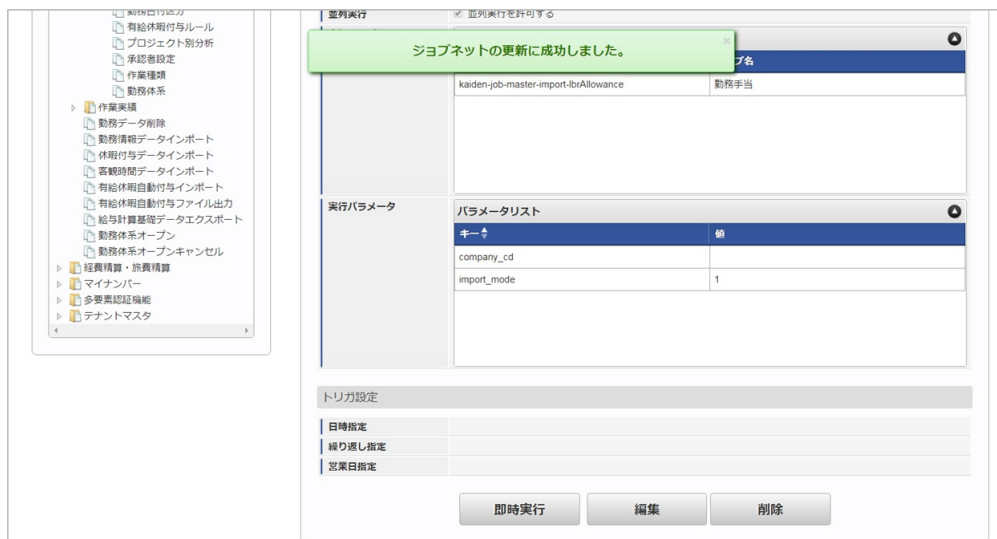 有給休暇付与ルール
プロジェクト別分析
承認者設定
作業種類
勤務体系
作業実績
勤務データ削除
勤務情報データインポート
休暇付与データインポート
客観時間データインポート
有給休暇自動付与インポート
有給休暇自動付与ファイル出力
給与計算基礎データエクスポート
勤務体系オープン
勤務体系オープンキャンセル
経費精算・旅費精算
マイナンバー
多要素認証機能
テナントマスタ
並列実行
並列実行を許可する
ジョブネットの更新に成功しました。
×
ブ名
kaiden-job-master-import-lbrAllowance
勤務手当
実行パラメータ
パラメータリスト
キー
値
company_cd
import_mode
1
トリガ設定
日時指定
繰り返し指定
営業日指定
即時実行
編集
削除